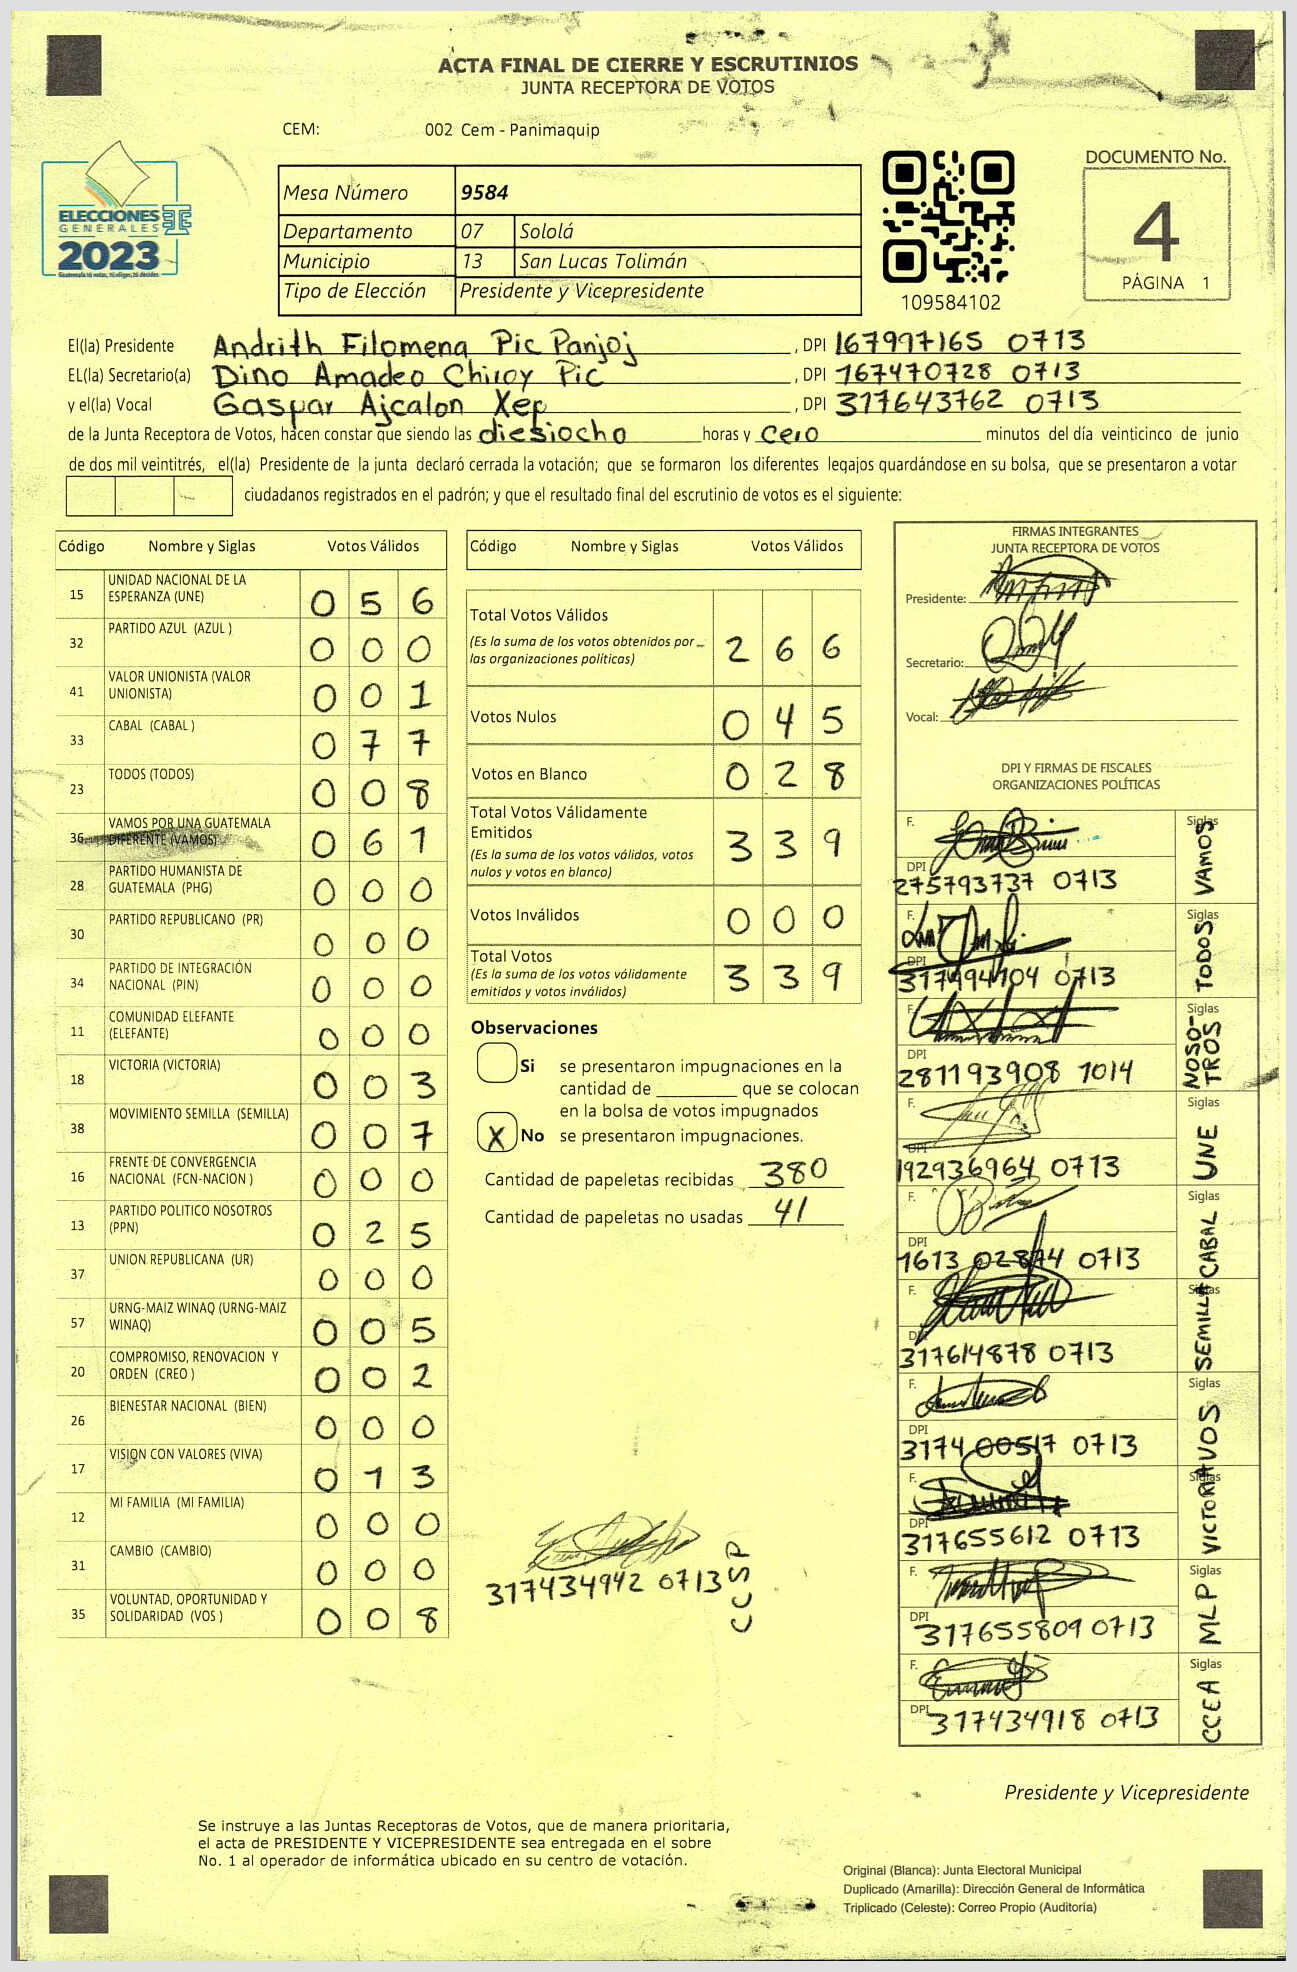 ACTA FINAL DE CIERRE Y ESCRUTINIOS
JUNTA RECEPTORA DE VOTOS
CEM: 002 Cem - Panimaquip
ELECCIONES
GENERALES
2023
Mesa Número 9584
Departamento 07 Sololá
Municipio 13 San Lucas Tolimán
Tipo de Elección Presidente y Vicepresidente
109584102
DOCUMENTO No.
4
PÁGINA 1
El(la) Presidente Andrith Filomena Pic Panjoj, DPI 167997165 0713
EL(la) Secretario(a) Dino Amadeo Chiroy Pic, DPI 167470728 0713
y el(la) Vocal Gaspar Ajcalon Xep, DPI 317643762 0713
de la Junta Receptora de Votos, hacen constar que siendo las diesiocho horas y cero minutos del día veinticinco de junio
de dos mil veintitrés, el(la) Presidente de la junta declaró cerrada la votación; que se formaron los diferentes legajos guardándose en su bolsa, que se presentaron a votar
ciudadanos registrados en el padrón; y que el resultado final del escrutinio de votos es el siguiente:
Código Nombre y Siglas Votos Válidos
15 UNIDAD NACIONAL DE LA ESPERANZA (UNE) 0 5 6
32 PARTIDO AZUL (AZUL ) 0 0 0
41 VALOR UNIONISTA (VALOR UNIONISTA) 0 0 1
33 CABAL (CABAL ) 0 7 7
23 TODOS (TODOS) 0 0 8
36 VAMOS POR UNA GUATEMALA DIFERENTE (VAMOS) 0 6 1
28 PARTIDO HUMANISTA DE GUATEMALA (PHG) 0 0 0
30 PARTIDO REPUBLICANO (PR) 0 0 0
34 PARTIDO DE INTEGRACIÓN NACIONAL (PIN) 0 0 0
11 COMUNIDAD ELEFANTE (ELEFANTE) 0 0 0
18 VICTORIA (VICTORIA) 0 0 3
38 MOVIMIENTO SEMILLA (SEMILLA) 0 0 7
16 FRENTE DE CONVERGENCIA NACIONAL (FCN-NACION ) 0 0 0
13 PARTIDO POLITICO NOSOTROS (PPN) 0 2 5
37 UNION REPUBLICANA (UR) 0 0 0
57 URNG-MAIZ WINAQ (URNG-MAIZ WINAQ) 0 0 5
20 COMPROMISO, RENOVACION Y ORDEN (CREO ) 0 0 2
26 BIENESTAR NACIONAL (BIEN) 0 0 0
17 VISION CON VALORES (VIVA) 0 1 3
12 MI FAMILIA (MI FAMILIA) 0 0 0
31 CAMBIO (CAMBIO) 0 0 0
35 VOLUNTAD, OPORTUNIDAD Y SOLIDARIDAD (VOS ) 0 0 8
Código Nombre y Siglas Votos Válidos
Total Votos Válidos 2 6 6
(Es la suma de los votos obtenidos por las organizaciones políticas)
Votos Nulos 0 4 5
Votos en Blanco 0 2 8
Total Votos Válidamente Emitidos 3 3 9
(Es la suma de los votos válidos, votos nulos y votos en blanco)
Votos Inválidos 0 0 0
Total Votos 3 3 9
(Es la suma de los votos válidamente emitidos y votos inválidos)
Observaciones
Si se presentaron impugnaciones en la
cantidad de ________ que se colocan
en la bolsa de votos impugnados
X No se presentaron impugnaciones.
Cantidad de papeletas recibidas 380
Cantidad de papeletas no usadas 41
317434942 0713 CCSP
FIRMAS INTEGRANTES
JUNTA RECEPTORA DE VOTOS
Presidente:
Secretario:
Vocal:
DPI Y FIRMAS DE FISCALES
ORGANIZACIONES POLÍTICAS
F. Siglas VAMOS
DPI 275793737 0713
F. Siglas TODOS
DPI 317494104 0713
F. Siglas NOSO-TROS
DPI 281193908 1014
F. Siglas UNE
DPI 192936964 0713
F. Siglas CABAL
DPI 1613 02874 0713
F. Siglas SEMILLA
DPI 317614878 0713
F. Siglas VOS
DPI 3174 00517 0713
F. Siglas VICTORIA
DPI 317655612 0713
F. Siglas MLP
DPI 317655809 0713
F. Siglas CCEA
DPI 317434918 0713
Presidente y Vicepresidente
Se instruye a las Juntas Receptoras de Votos, que de manera prioritaria,
el acta de PRESIDENTE Y VICEPRESIDENTE sea entregada en el sobre
No. 1 al operador de informática ubicado en su centro de votación.
Original (Blanca): Junta Electoral Municipal
Duplicado (Amarilla): Dirección General de Informática
Triplicado (Celeste): Correo Propio (Auditoría)